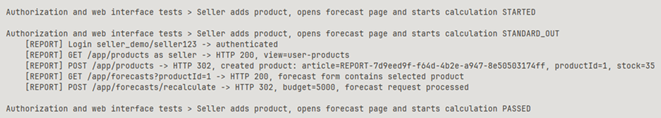 Authorization and web interface tests > Seller adds product, opens forecast page and starts calculation STARTED
Authorization and web interface tests > Seller adds product, opens forecast page and starts calculation STANDARD_OUT
[REPORT] Login seller_demo/seller123 -> authenticated
[REPORT] GET /app/products as seller -> HTTP 200, view=user-products
[REPORT] POST /app/products -> HTTP 302, created product: article=REPORT-7d9eed9f-f64d-4b2e-a947-8e50503174ff, productId=1, stock=35
[REPORT] GET /app/forecasts?productId=1 -> HTTP 200, forecast form contains selected product
[REPORT] POST /app/forecasts/recalculate -> HTTP 302, budget=5000, forecast request processed
Authorization and web interface tests > Seller adds product, opens forecast page and starts calculation PASSED